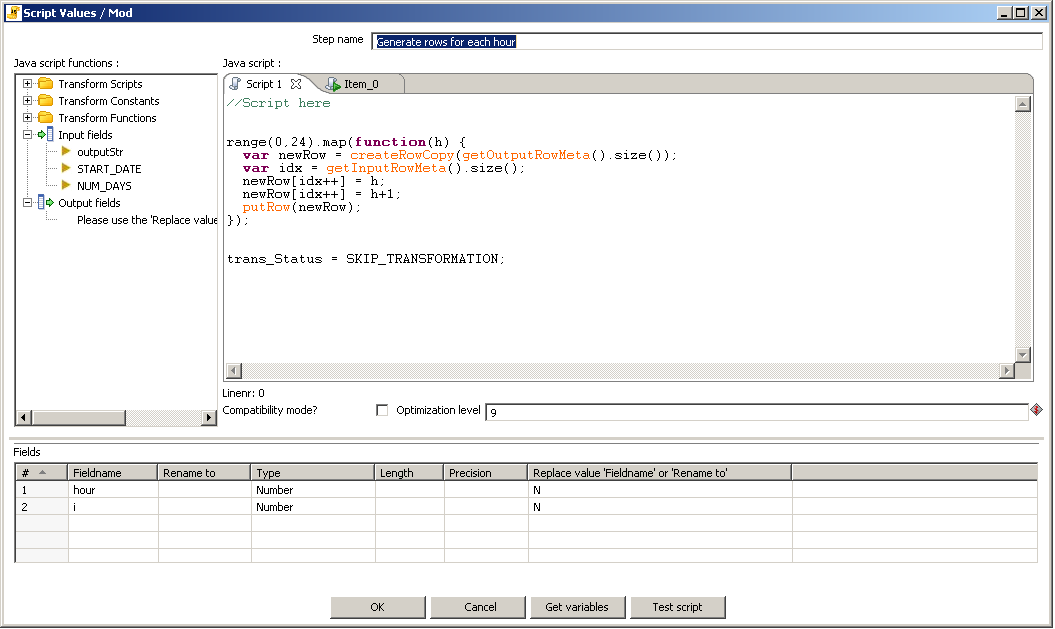 Script Values / Mod
Step name Generate rows for each hour
Java script functions :
Java script :
Transform Scripts
Transform Constants
Transform Functions
Input fields
outputStr
START_DATE
NUM_DAYS
Output fields
Please use the 'Replace value
Script 1 Item_0
//Script here
range(0,24).map(function(h) {
var newRow = createRowCopy(getOutputRowMeta().size());
var idx = getInputRowMeta().size();
newRow[idx++] = h;
newRow[idx++] = h+1;
putRow(newRow);
});
trans_Status = SKIP_TRANSFORMATION;
Linenr: 0
Compatibility mode? Optimization level 9
Fields
# Fieldname Rename to Type Length Precision Replace value 'Fieldname' or 'Rename to'
1 hour Number N
2 i Number N
OK Cancel Get variables Test script